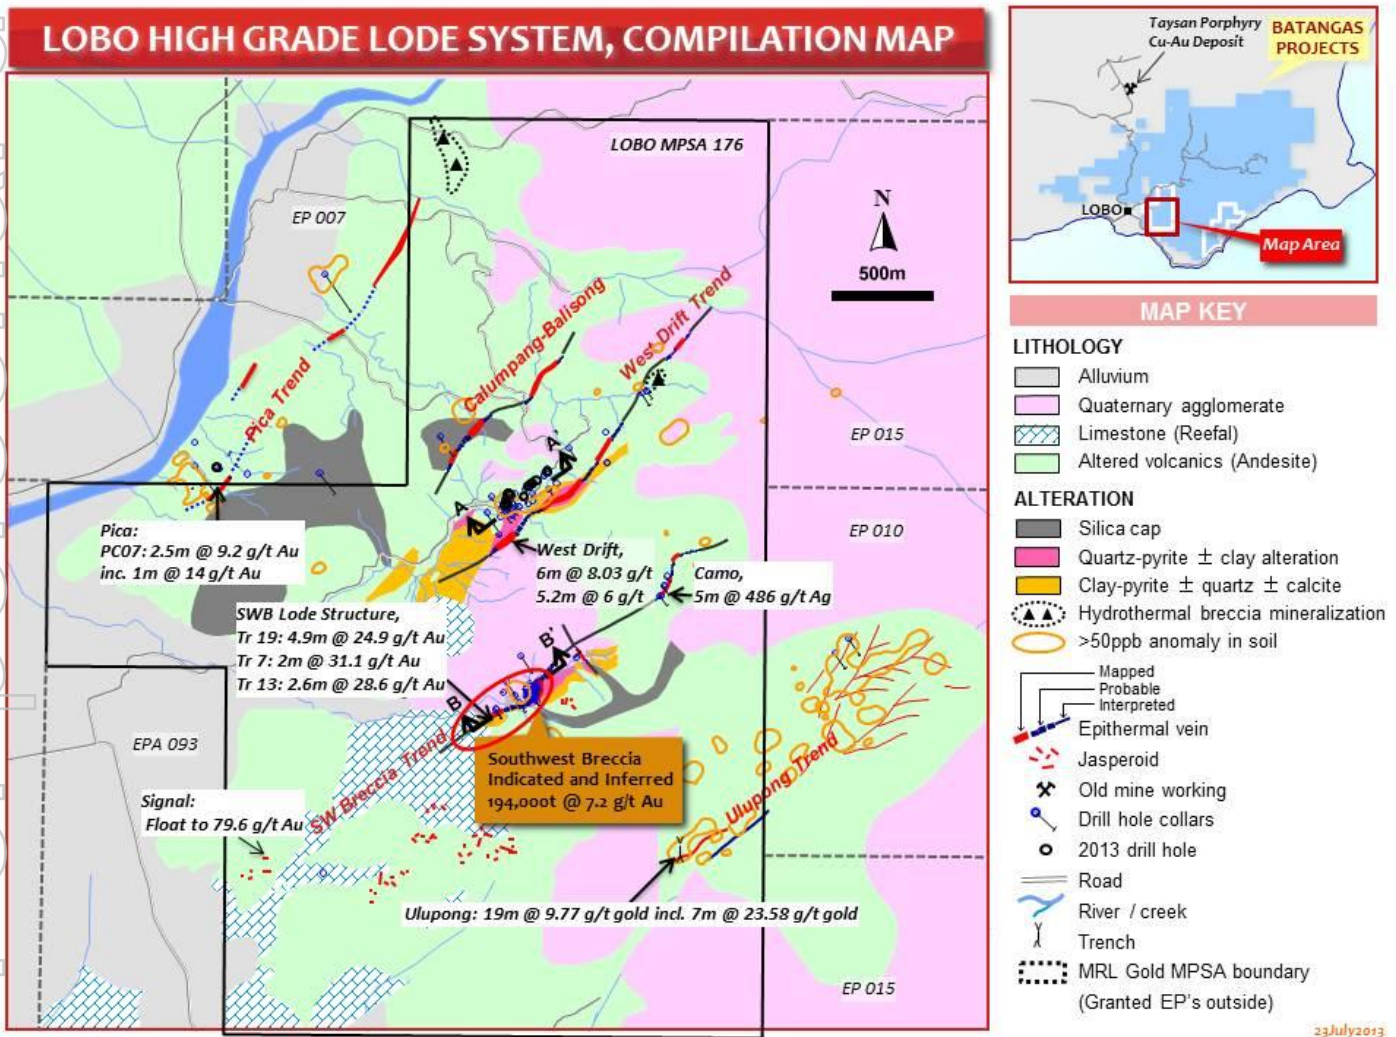 LOBO HIGH GRADE LODE SYSTEM, COMPILATION MAP
LOBO MPSA 176
EP 007
N
500m
Pica Trend
Calumpang-Balisong
West Drift Trend
A'
A
EP 015
EP 010
Pica:
PC07: 2.5m @ 9.2 g/t Au
inc. 1m @ 14 g/t Au
West Drift,
6m @ 8.03 g/t
5.2m @ 6 g/t
Camo,
5m @ 486 g/t Ag
SWB Lode Structure,
Tr 19: 4.9m @ 24.9 g/t Au
Tr 7: 2m @ 31.1 g/t Au
Tr 13: 2.6m @ 28.6 g/t Au
B'
B
EPA 093
SW Breccia Trend
Southwest Breccia
Indicated and Inferred
194,000t @ 7.2 g/t Au
Ulupong Trend
Signal:
Float to 79.6 g/t Au
Ulupong: 19m @ 9.77 g/t gold incl. 7m @ 23.58 g/t gold
EP 015
Taysan Porphyry
Cu-Au Deposit
BATANGAS
PROJECTS
LOBO
Map Area
MAP KEY
LITHOLOGY
Alluvium
Quaternary agglomerate
Limestone (Reefal)
Altered volcanics (Andesite)
ALTERATION
Silica cap
Quartz-pyrite ± clay alteration
Clay-pyrite ± quartz ± calcite
Hydrothermal breccia mineralization
>50ppb anomaly in soil
Mapped
Probable
Interpreted
Epithermal vein
Jasperoid
Old mine working
Drill hole collars
2013 drill hole
Road
River / creek
Trench
MRL Gold MPSA boundary
(Granted EP's outside)
23July2013